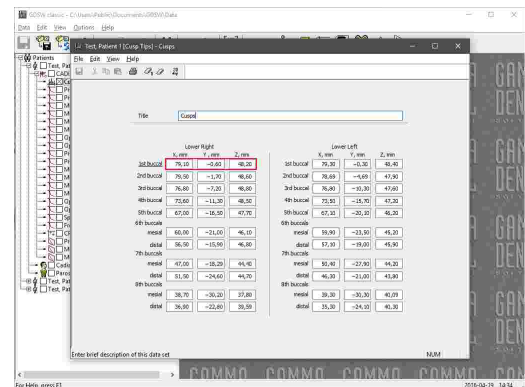 GDSW classic - C:\Users\Public\Documents\GDSW\Data
Data Edit View Options Help
Patients
Test, Patient 1 [Cusp Tips] - Cusps
File Edit View Help
Title Cusps
Lower Right Lower Left
X, mm Y, mm Z, mm X, mm Y, mm Z, mm
1st buccal 79,10 -0,60 48,20 1st buccal 79,30 -0,30 48,40
2nd buccal 79,50 -1,70 48,60 2nd buccal 78,69 -4,69 47,90
3rd buccal 76,80 -7,20 48,80 3rd buccal 76,80 -10,30 47,60
4th buccal 73,60 -11,30 48,50 4th buccal 73,50 -15,70 47,20
5th buccal 67,00 -16,50 47,70 5th buccal 67,10 -20,10 46,20
6th buccals 6th buccals
mesial 60,00 -21,00 46,10 mesial 59,90 -23,50 45,20
distal 56,50 -15,90 46,80 distal 57,10 -19,00 45,90
7th buccals 7th buccals
mesial 47,00 -18,29 44,40 mesial 50,40 -27,90 44,20
distal 51,50 -24,60 44,70 distal 46,30 -21,00 43,80
8th buccals 8th buccals
mesial 38,70 -30,20 37,80 mesial 39,30 -30,30 40,09
distal 36,90 -22,80 39,59 distal 35,30 -24,10 40,30
Enter brief description of this data set NUM
For Help, press F1 2016-04-19 14:34